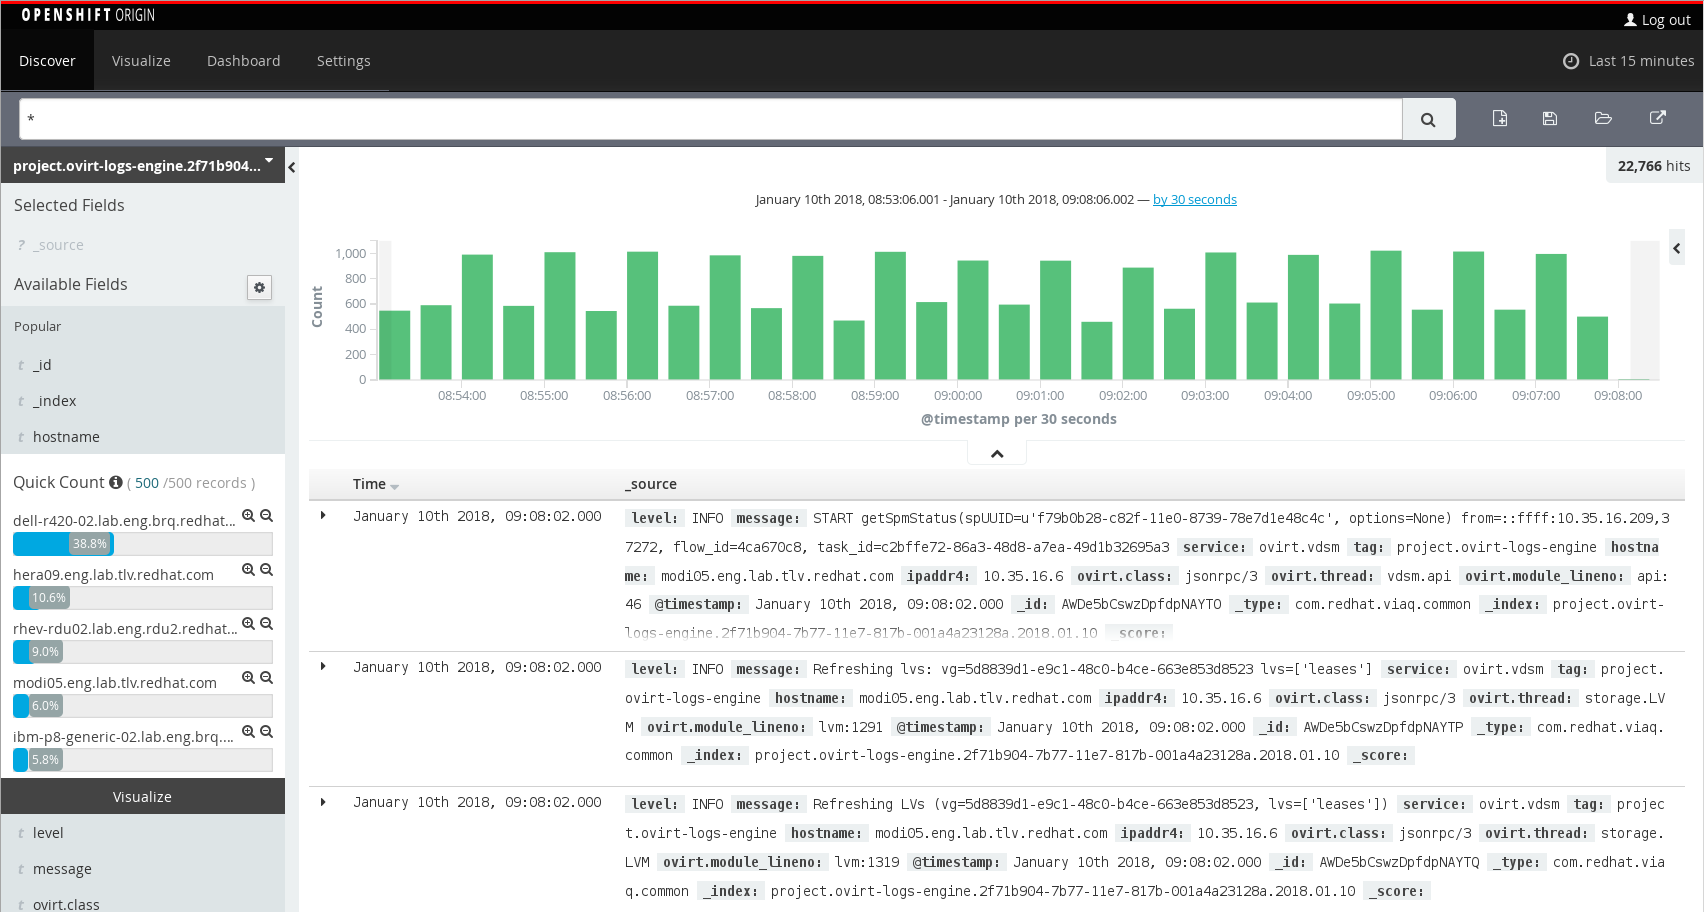 OPENSHIFT ORIGIN
Log out
Discover Visualize Dashboard Settings
Last 15 minutes
*
project.ovirt-logs-engine.2f71b904...
22,766 hits
Selected Fields
? _source
Available Fields
Popular
t _id
t _index
t hostname
Quick Count ( 500 /500 records )
dell-r420-02.lab.eng.brq.redhat...
38.8%
hera09.eng.lab.tlv.redhat.com
10.6%
rhev-rdu02.lab.eng.rdu2.redhat...
9.0%
modi05.eng.lab.tlv.redhat.com
6.0%
ibm-p8-generic-02.lab.eng.brq....
5.8%
Visualize
t level
t message
t ovirt.class
January 10th 2018, 08:53:06.001 - January 10th 2018, 09:08:06.002 — by 30 seconds
Count
1,000
800
600
400
200
0
08:54:00 08:55:00 08:56:00 08:57:00 08:58:00 08:59:00 09:00:00 09:01:00 09:02:00 09:03:00 09:04:00 09:05:00 09:06:00 09:07:00 09:08:00
@timestamp per 30 seconds
Time _source
January 10th 2018, 09:08:02.000
level: INFO message: START getSpmStatus(spUUID=u'f79b0b28-c82f-11e0-8739-78e7d1e48c4c', options=None) from=::ffff:10.35.16.209,3
7272, flow_id=4ca670c8, task_id=c2bffe72-86a3-48d8-a7ea-49d1b32695a3 service: ovirt.vdsm tag: project.ovirt-logs-engine hostna
me: modi05.eng.lab.tlv.redhat.com ipaddr4: 10.35.16.6 ovirt.class: jsonrpc/3 ovirt.thread: vdsm.api ovirt.module_lineno: api:
46 @timestamp: January 10th 2018, 09:08:02.000 _id: AWDe5bCswzDpfdpNAYTO _type: com.redhat.viaq.common _index: project.ovirt-
logs-engine.2f71b904-7b77-11e7-817b-001a4a23128a.2018.01.10 _score:
January 10th 2018, 09:08:02.000
level: INFO message: Refreshing lvs: vg=5d8839d1-e9c1-48c0-b4ce-663e853d8523 lvs=['leases'] service: ovirt.vdsm tag: project.
ovirt-logs-engine hostname: modi05.eng.lab.tlv.redhat.com ipaddr4: 10.35.16.6 ovirt.class: jsonrpc/3 ovirt.thread: storage.LV
M ovirt.module_lineno: lvm:1291 @timestamp: January 10th 2018, 09:08:02.000 _id: AWDe5bCswzDpfdpNAYTP _type: com.redhat.viaq.
common _index: project.ovirt-logs-engine.2f71b904-7b77-11e7-817b-001a4a23128a.2018.01.10 _score:
January 10th 2018, 09:08:02.000
level: INFO message: Refreshing LVs (vg=5d8839d1-e9c1-48c0-b4ce-663e853d8523, lvs=['leases']) service: ovirt.vdsm tag: projec
t.ovirt-logs-engine hostname: modi05.eng.lab.tlv.redhat.com ipaddr4: 10.35.16.6 ovirt.class: jsonrpc/3 ovirt.thread: storage.
LVM ovirt.module_lineno: lvm:1319 @timestamp: January 10th 2018, 09:08:02.000 _id: AWDe5bCswzDpfdpNAYTQ _type: com.redhat.via
q.common _index: project.ovirt-logs-engine.2f71b904-7b77-11e7-817b-001a4a23128a.2018.01.10 _score: